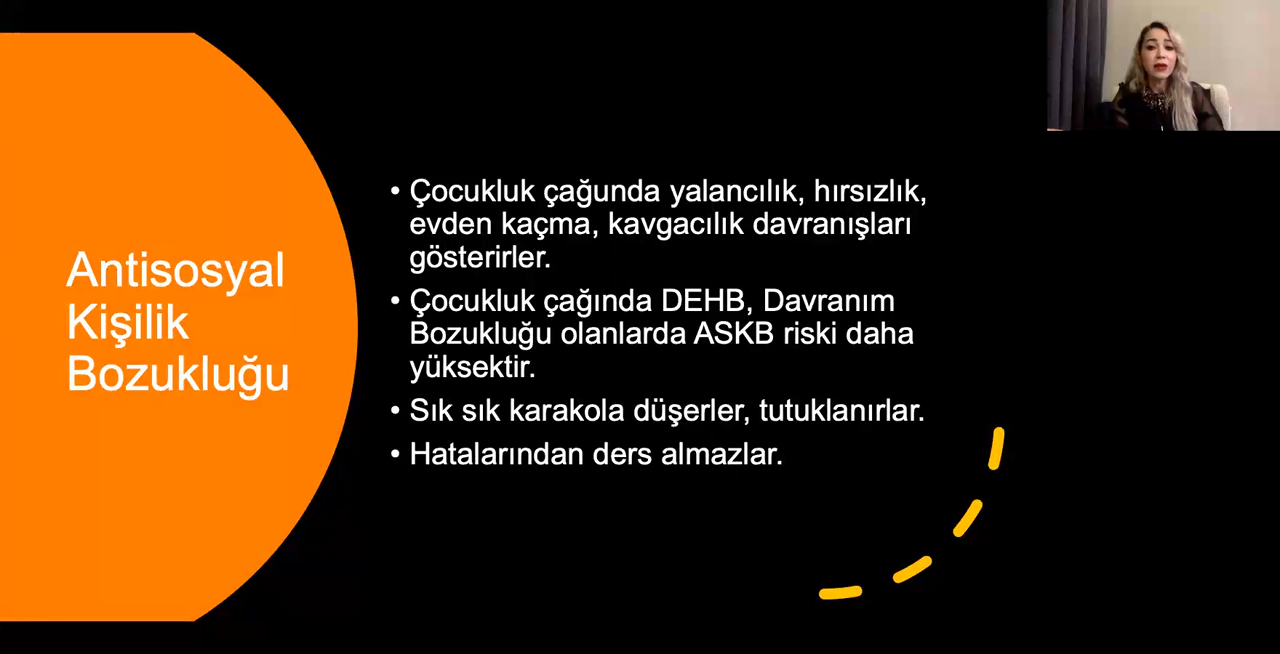 Antisosyal
Kişilik
Bozukluğu
• Çocukluk çağunda yalancılık, hırsızlık,
evden kaçma, kavgacılık davranışları
gösterirler.
• Çocukluk çağında DEHB, Davranım
Bozukluğu olanlarda ASKB riski daha
yüksektir.
• Sık sık karakola düşerler, tutuklanırlar.
• Hatalarından ders almazlar.